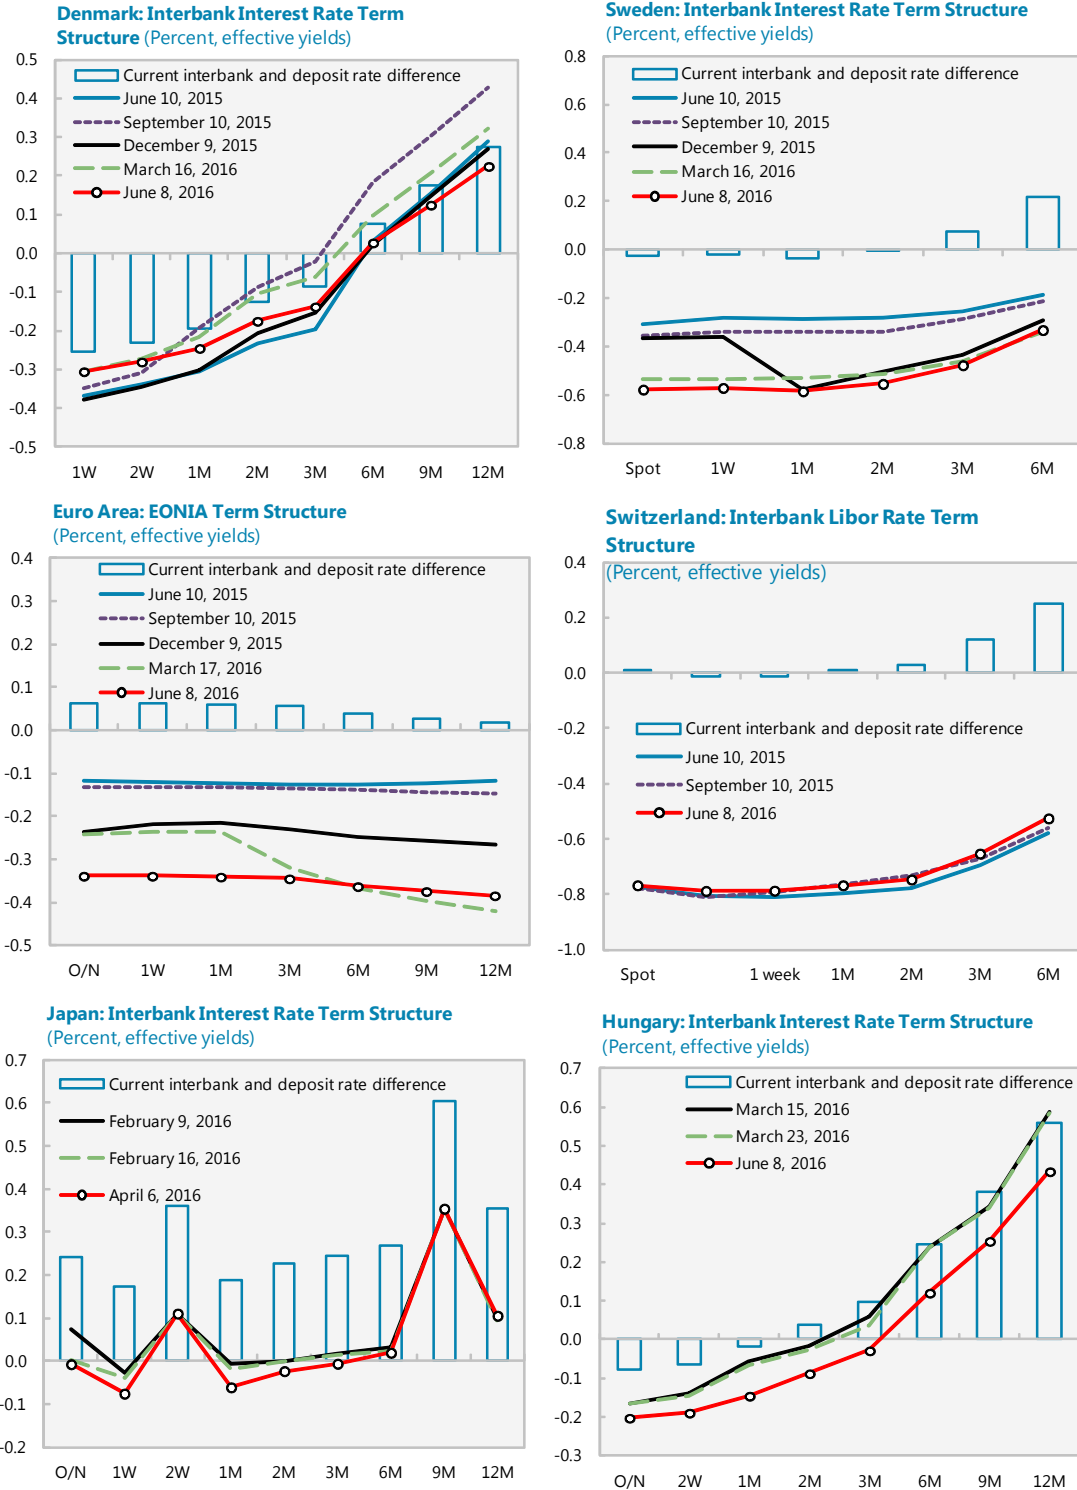 Denmark: Interbank Interest Rate Term
Structure (Percent, effective yields)
0.5
0.4
0.3
0.2
0.1
0.0
-0.1
-0.2
-0.3
-0.4
-0.5
Current interbank and deposit rate difference
June 10, 2015
September 10, 2015
December 9, 2015
March 16, 2016
June 8, 2016
1W 2W 1M 2M 3M 6M 9M 12M
Sweden: Interbank Interest Rate Term Structure
(Percent, effective yields)
0.8
0.6
0.4
0.2
0.0
-0.2
-0.4
-0.6
-0.8
Current interbank and deposit rate difference
June 10, 2015
September 10, 2015
December 9, 2015
March 16, 2016
June 8, 2016
Spot 1W 1M 2M 3M 6M
Euro Area: EONIA Term Structure
(Percent, effective yields)
0.4
0.3
0.2
0.1
0.0
-0.1
-0.2
-0.3
-0.4
-0.5
Current interbank and deposit rate difference
June 10, 2015
September 10, 2015
December 9, 2015
March 17, 2016
June 8, 2016
O/N 1W 1M 3M 6M 9M 12M
Switzerland: Interbank Libor Rate Term
Structure
(Percent, effective yields)
0.4
0.2
0.0
-0.2
-0.4
-0.6
-0.8
-1.0
Current interbank and deposit rate difference
June 10, 2015
September 10, 2015
June 8, 2016
Spot 1 week 1M 2M 3M 6M
Japan: Interbank Interest Rate Term Structure
(Percent, effective yields)
0.7
0.6
0.5
0.4
0.3
0.2
0.1
0.0
-0.1
-0.2
Current interbank and deposit rate difference
February 9, 2016
February 16, 2016
April 6, 2016
O/N 1W 2W 1M 2M 3M 6M 9M 12M
Hungary: Interbank Interest Rate Term Structure
(Percent, effective yields)
0.7
0.6
0.5
0.4
0.3
0.2
0.1
0.0
-0.1
-0.2
-0.3
Current interbank and deposit rate difference
March 15, 2016
March 23, 2016
June 8, 2016
O/N 2W 1M 2M 3M 6M 9M 12M